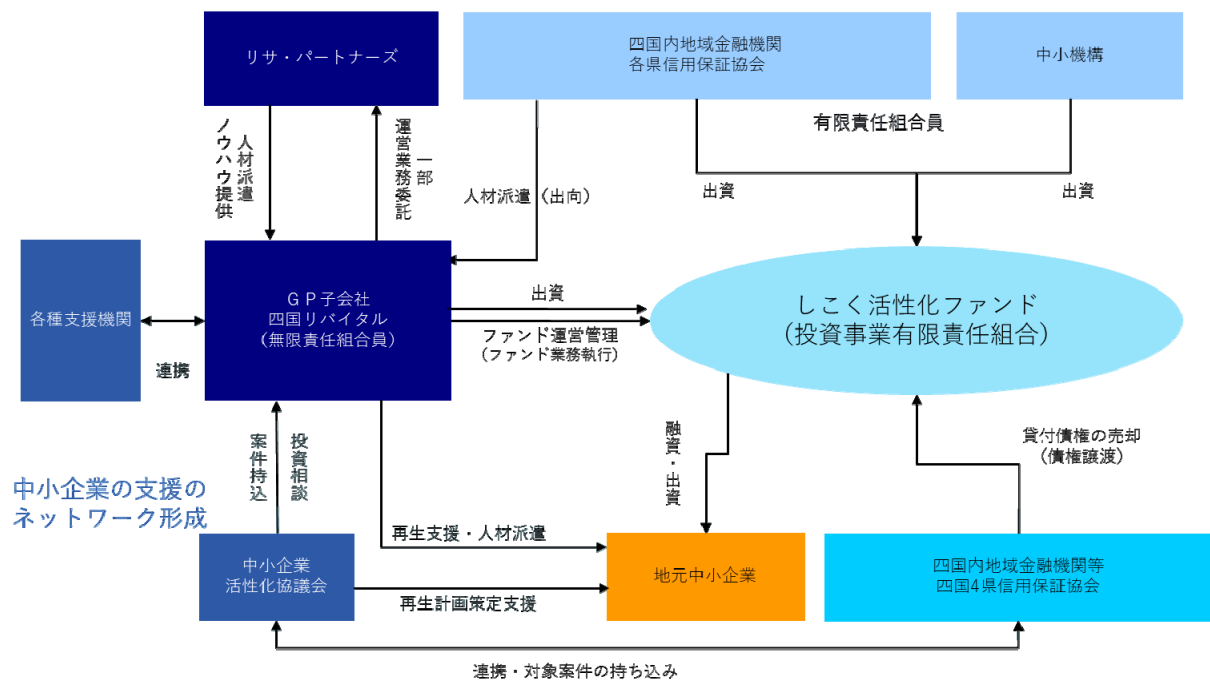 リサ・パートナーズ
四国内地域金融機関
各県信用保証協会
中小機構
人材派遣
ノウハウ提供
一部
運営業務委託
人材派遣（出向）
有限責任組合員
出資
出資
各種支援機関
連携
ＧＰ子会社
四国リバイタル
（無限責任組合員）
出資
ファンド運営管理
（ファンド業務執行）
しこく活性化ファンド
（投資事業有限責任組合）
投資相談
案件持込
融資・出資
貸付債権の売却
（債権譲渡）
中小企業の支援の
ネットワーク形成
再生支援・人材派遣
中小企業
活性化協議会
再生計画策定支援
地元中小企業
四国内地域金融機関等
四国4県信用保証協会
連携・対象案件の持ち込み